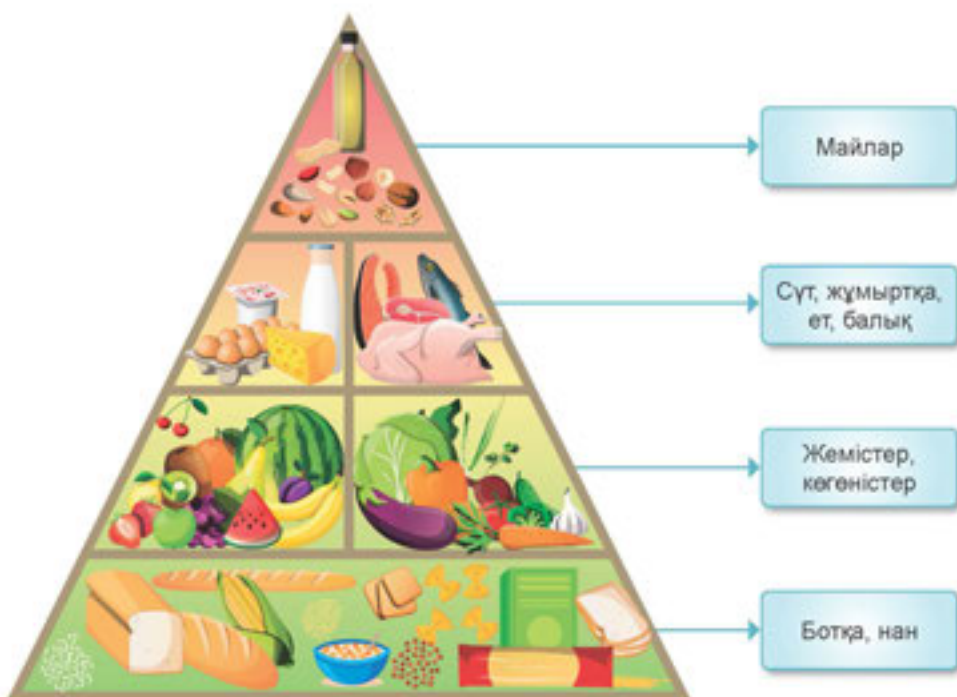 Майлар
Сүт, жұмыртқа,
ет, балық
Жемістер,
көгөністер
Ботқа, нан